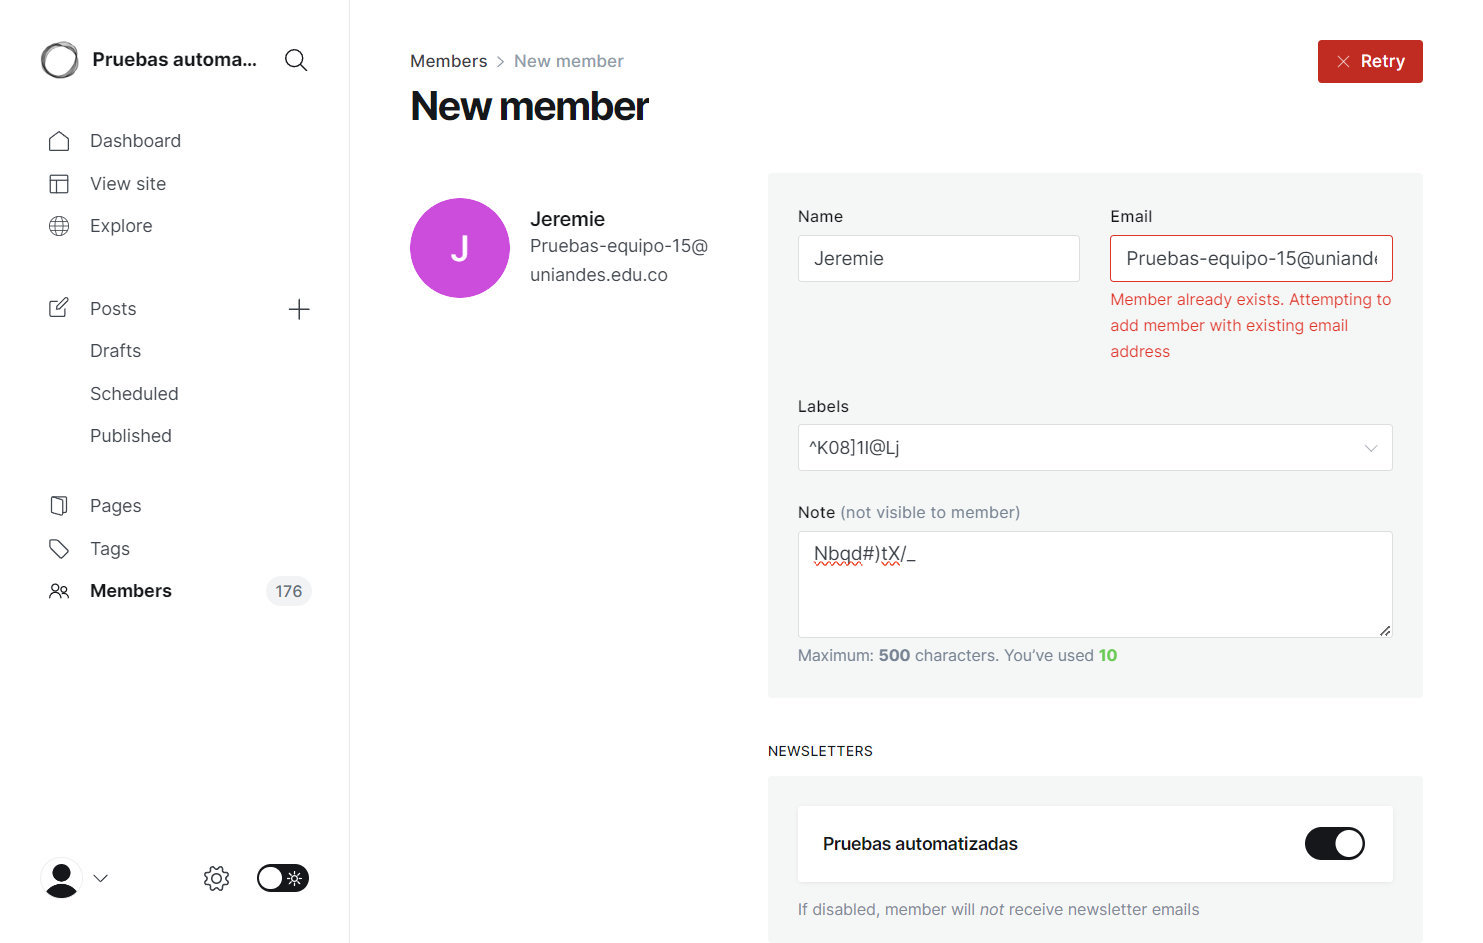 Pruebas automa...
Dashboard
View site
Explore
Posts
Drafts
Scheduled
Published
Pages
Tags
Members
176
Members > New member
New member
Retry
J
Jeremie
Pruebas-equipo-15@
uniandes.edu.co
Name
Jeremie
Email
Pruebas-equipo-15@uniande
Member already exists. Attempting to
add member with existing email
address
Labels
^K08]1I@Lj
Note (not visible to member)
Nbqd#)tX/_
Maximum: 500 characters. You’ve used 10
NEWSLETTERS
Pruebas automatizadas
If disabled, member will not receive newsletter emails